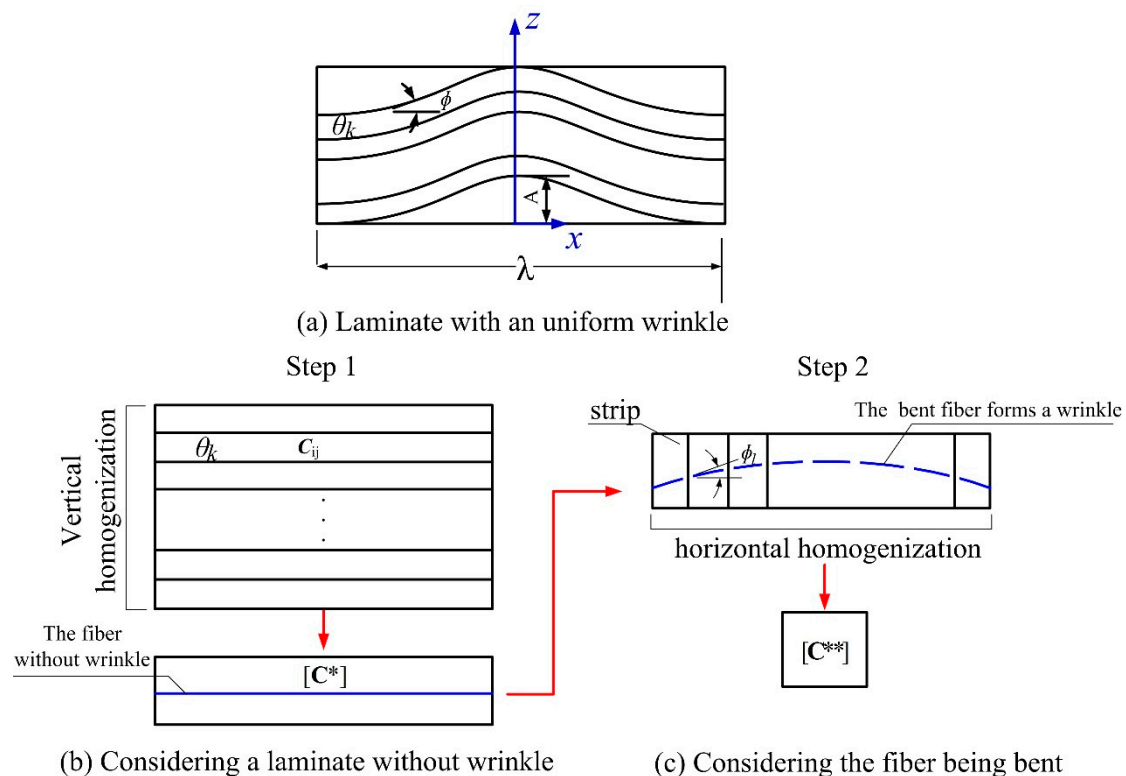 z
ϕ
θk
A
x
λ
(a) Laminate with an uniform wrinkle
Step 1
Vertical
homogenization
θk Cij
The fiber
without wrinkle
[C*]
(b) Considering a laminate without wrinkle
Step 2
strip
The bent fiber forms a wrinkle
ϕl
horizontal homogenization
[C**]
(c) Considering the fiber being bent